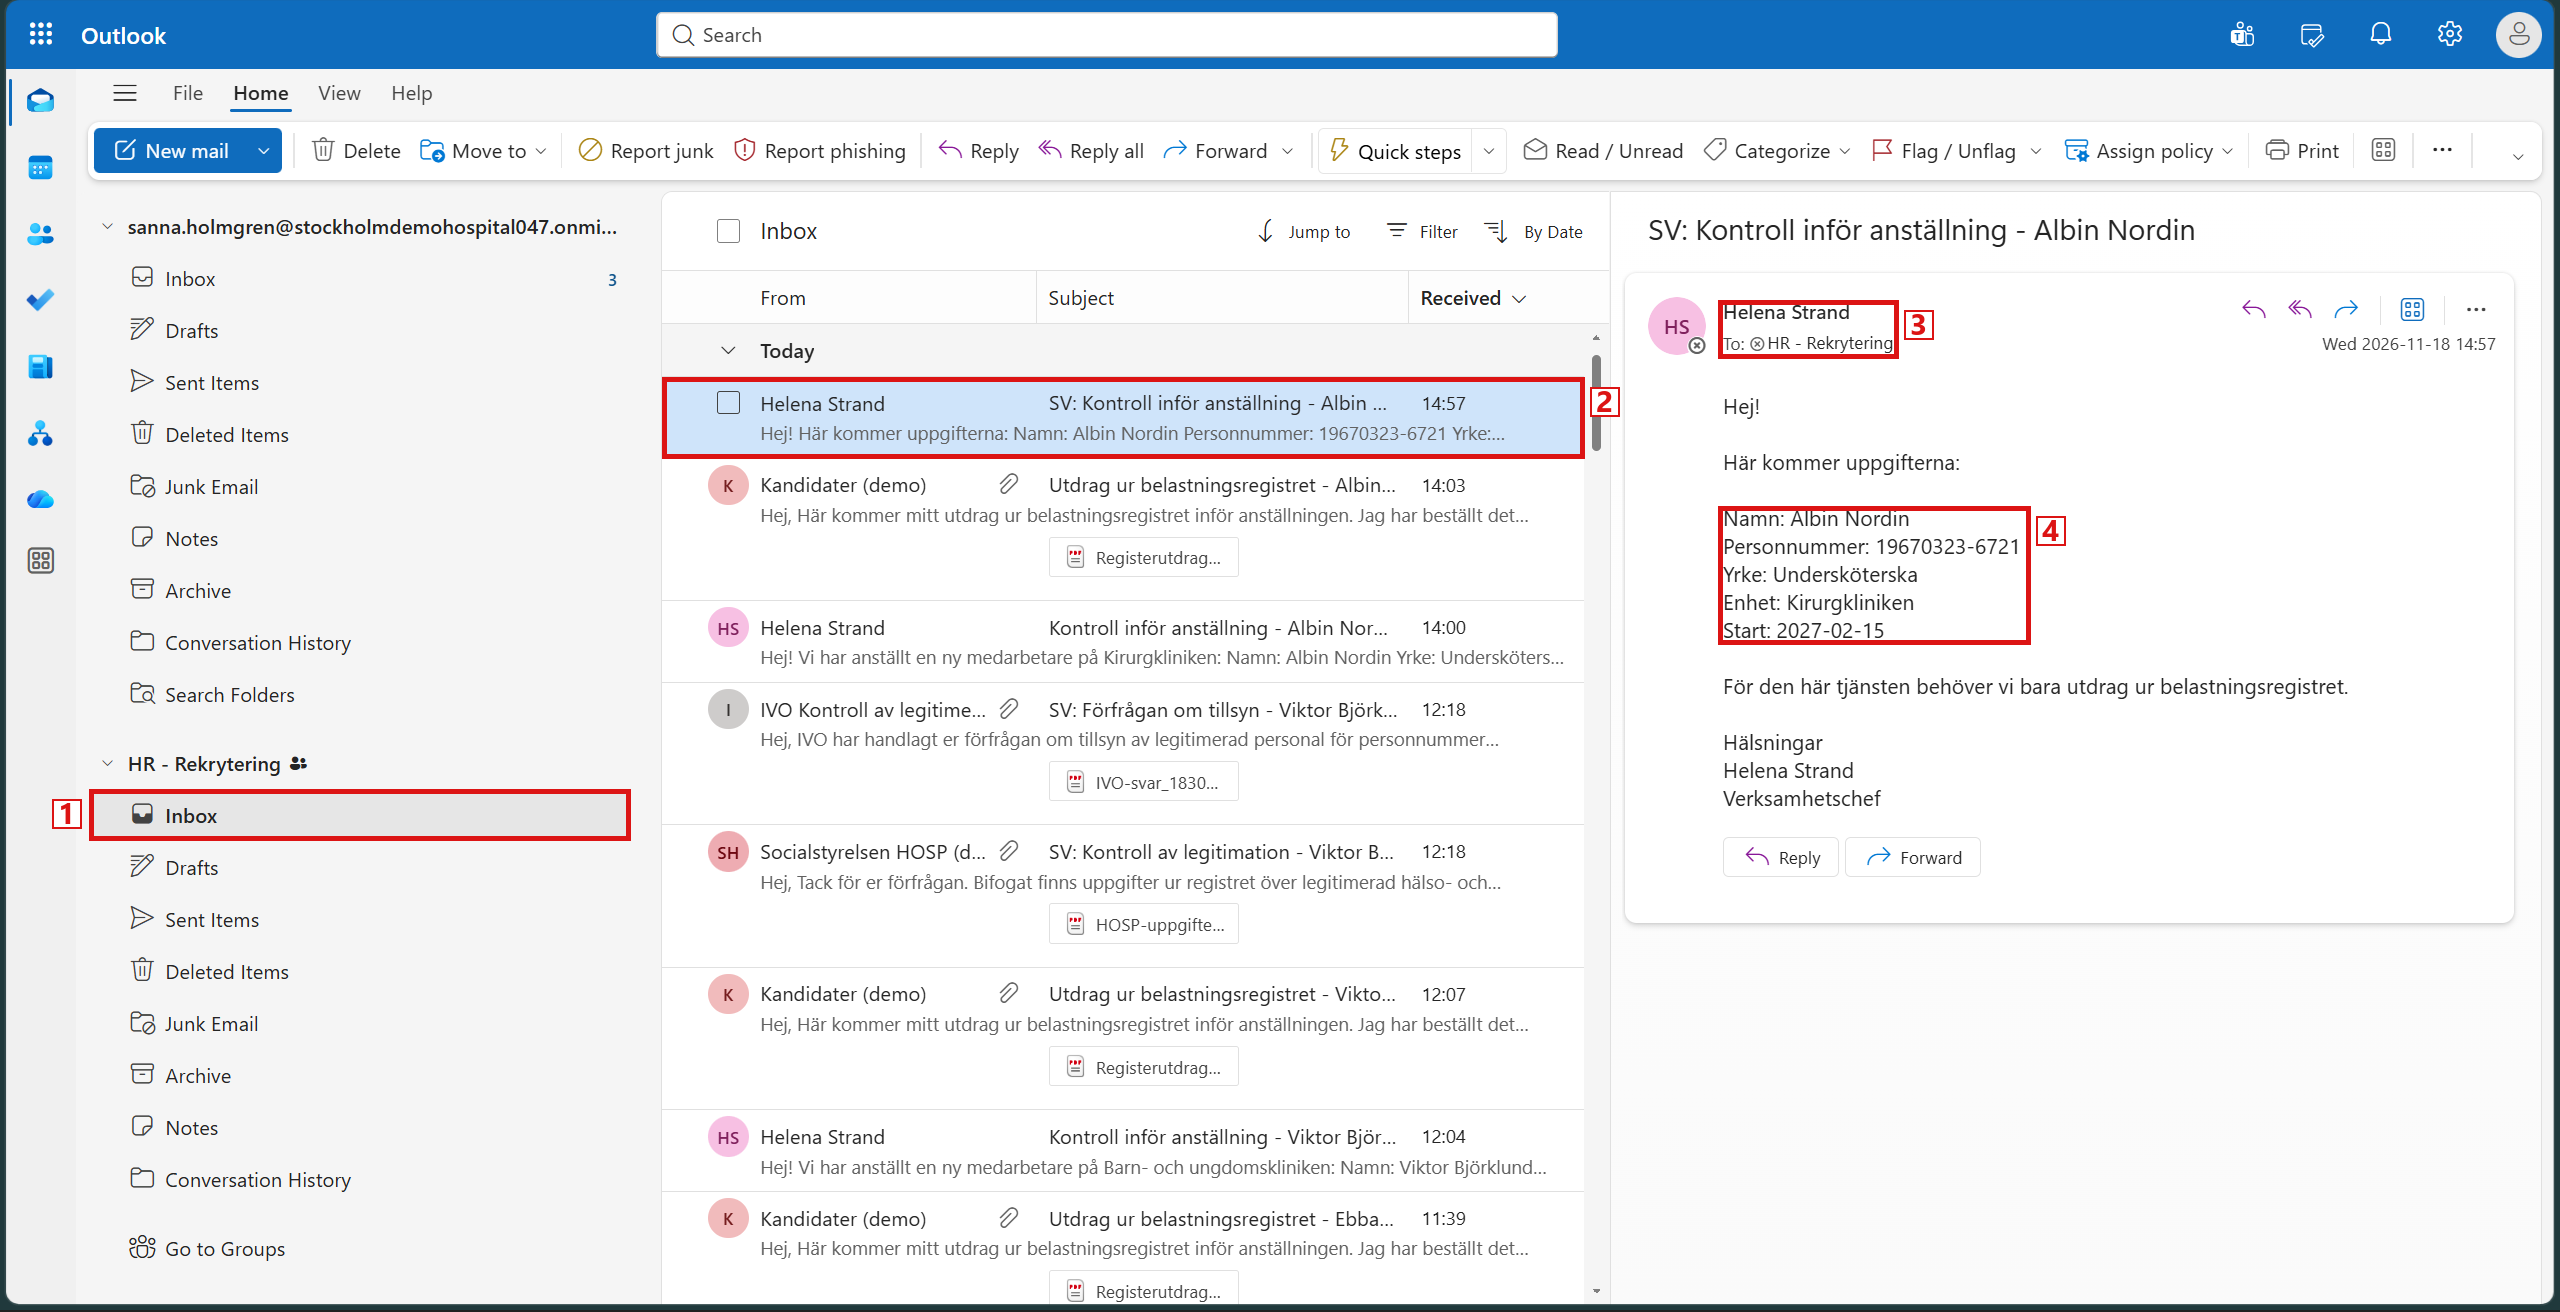 Outlook
Search
File Home View Help
New mail Delete Move to Report junk Report phishing Reply Reply all Forward Quick steps Read / Unread Categorize Flag / Unflag Assign policy Print
sanna.holmgren@stockholmdemohospital047.onmi...
Inbox 3
Drafts
Sent Items
Deleted Items
Junk Email
Notes
Archive
Conversation History
Search Folders
HR - Rekrytering
1
Inbox
Drafts
Sent Items
Deleted Items
Junk Email
Archive
Notes
Conversation History
Go to Groups
Inbox Jump to Filter By Date
From Subject Received
Today
2
Helena Strand SV: Kontroll inför anställning - Albin ... 14:57
Hej! Här kommer uppgifterna: Namn: Albin Nordin Personnummer: 19670323-6721 Yrke:...
K Kandidater (demo) Utdrag ur belastningsregistret - Albin... 14:03
Hej, Här kommer mitt utdrag ur belastningsregistret inför anställningen. Jag har beställt det...
PDF Registerutdrag...
HS Helena Strand Kontroll inför anställning - Albin Nor... 14:00
Hej! Vi har anställt en ny medarbetare på Kirurgkliniken: Namn: Albin Nordin Yrke: Undersköters...
I IVO Kontroll av legitime... SV: Förfrågan om tillsyn - Viktor Björk... 12:18
Hej, IVO har handlagt er förfrågan om tillsyn av legitimerad personal för personnummer...
PDF IVO-svar_1830...
SH Socialstyrelsen HOSP (d... SV: Kontroll av legitimation - Viktor B... 12:18
Hej, Tack för er förfrågan. Bifogat finns uppgifter ur registret över legitimerad hälso- och...
PDF HOSP-uppgifte...
K Kandidater (demo) Utdrag ur belastningsregistret - Vikto... 12:07
Hej, Här kommer mitt utdrag ur belastningsregistret inför anställningen. Jag har beställt det...
PDF Registerutdrag...
HS Helena Strand Kontroll inför anställning - Viktor Björ... 12:04
Hej! Vi har anställt en ny medarbetare på Barn- och ungdomskliniken: Namn: Viktor Björklund...
K Kandidater (demo) Utdrag ur belastningsregistret - Ebba... 11:39
Hej, Här kommer mitt utdrag ur belastningsregistret inför anställningen. Jag har beställt det...
PDF Registerutdrag...
SV: Kontroll inför anställning - Albin Nordin
HS Helena Strand
3
To: HR - Rekrytering
Wed 2026-11-18 14:57
Hej!
Här kommer uppgifterna:
Namn: Albin Nordin
4
Personnummer: 19670323-6721
Yrke: Undersköterska
Enhet: Kirurgkliniken
Start: 2027-02-15
För den här tjänsten behöver vi bara utdrag ur belastningsregistret.
Hälsningar
Helena Strand
Verksamhetschef
Reply Forward